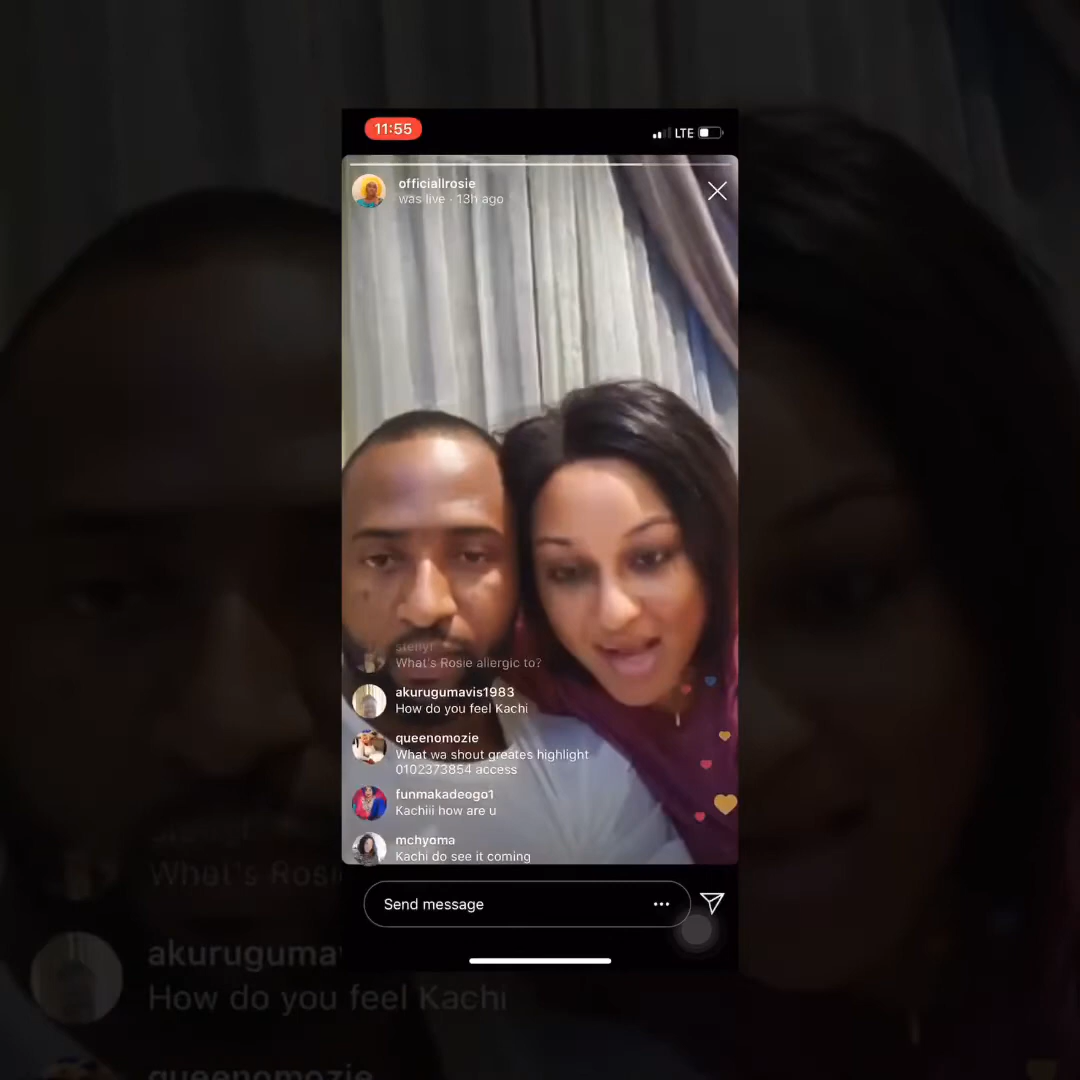 11:55
LTE
officiallrosie
was live · 13h ago
stenyr
What's Rosie allergic to?
akurugumavis1983
How do you feel Kachi
queenomozie
What wa shout greates highlight
0102373854 access
funmakadeogo1
Kachiii how are u
mchyoma
Kachi do see it coming
Send message
What's Rosi
akurugumav
How do you feel Kachi
queenomozie